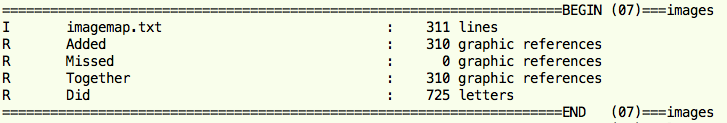 ======================================================================BEGIN (07)===images
I       imagemap.txt                            :    311 lines
R       Added                                   :    310 graphic references
R       Missed                                  :      0 graphic references
R       Together                                :    310 graphic references
R       Did                                     :    725 letters
======================================================================END   (07)===images